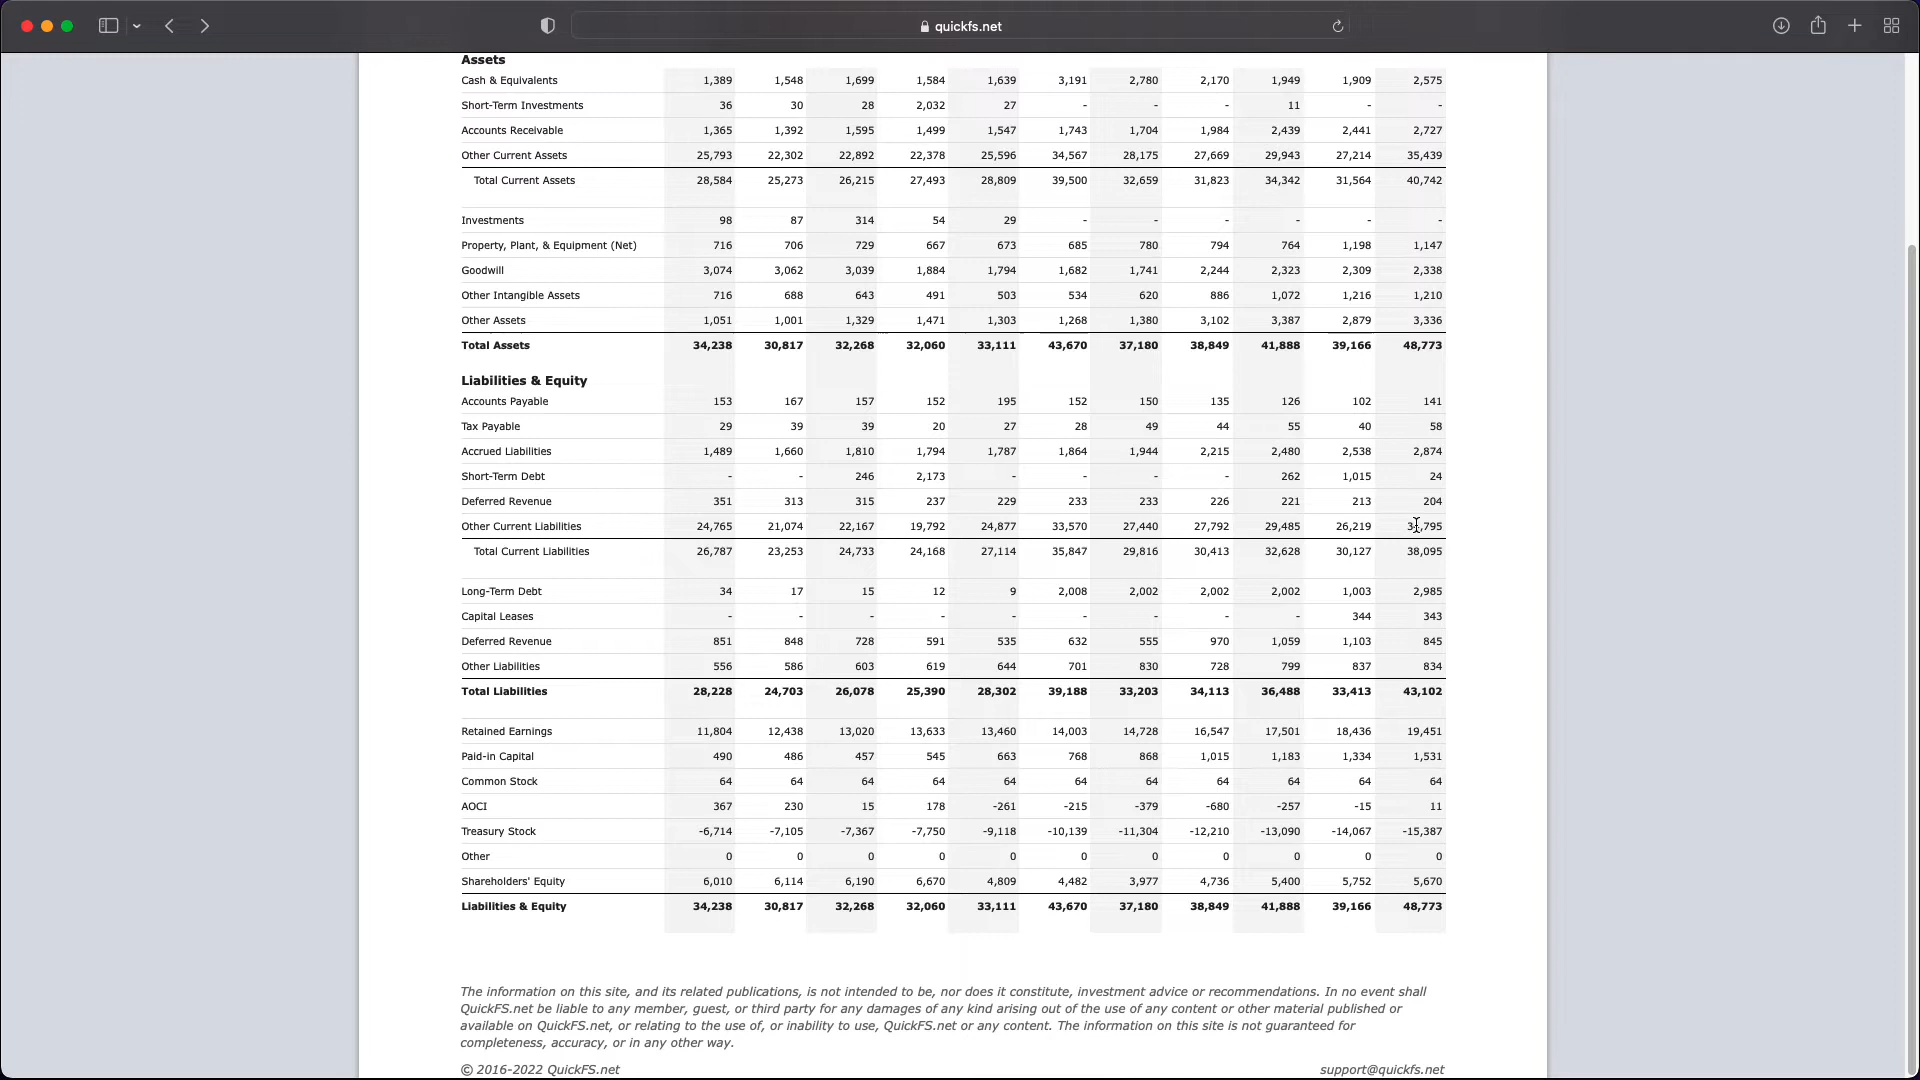 quickfs.net
Assets
Cash & Equivalents 1,389 1,548 1,699 1,584 1,639 3,191 2,780 2,170 1,949 1,909 2,575
Short-Term Investments 36 30 28 2,032 27 - - - 11 - -
Accounts Receivable 1,365 1,392 1,595 1,499 1,547 1,743 1,704 1,984 2,439 2,441 2,727
Other Current Assets 25,793 22,302 22,892 22,378 25,596 34,567 28,175 27,669 29,943 27,214 35,439
Total Current Assets 28,584 25,273 26,215 27,493 28,809 39,500 32,659 31,823 34,342 31,564 40,742
Investments 98 87 314 54 29 - - - - - -
Property, Plant, & Equipment (Net) 716 706 729 667 673 685 780 794 764 1,198 1,147
Goodwill 3,074 3,062 3,039 1,884 1,794 1,682 1,741 2,244 2,323 2,309 2,338
Other Intangible Assets 716 688 643 491 503 534 620 886 1,072 1,216 1,210
Other Assets 1,051 1,001 1,329 1,471 1,303 1,268 1,380 3,102 3,387 2,879 3,336
Total Assets 34,238 30,817 32,268 32,060 33,111 43,670 37,180 38,849 41,888 39,166 48,773
Liabilities & Equity
Accounts Payable 153 167 157 152 195 152 150 135 126 102 141
Tax Payable 29 39 39 20 27 28 49 44 55 40 58
Accrued Liabilities 1,489 1,660 1,810 1,794 1,787 1,864 1,944 2,215 2,480 2,538 2,874
Short-Term Debt - - 246 2,173 - - - - 262 1,015 24
Deferred Revenue 351 313 315 237 229 233 233 226 221 213 204
Other Current Liabilities 24,765 21,074 22,167 19,792 24,877 33,570 27,440 27,792 29,485 26,219
Total Current Liabilities 26,787 23,253 24,733 24,168 27,114 35,847 29,816 30,413 32,628 30,127 38,095
Long-Term Debt 34 17 15 12 9 2,008 2,002 2,002 2,002 1,003 2,985
Capital Leases - - - - - - - - - 344 343
Deferred Revenue 851 848 728 591 535 632 555 970 1,059 1,103 845
Other Liabilities 556 586 603 619 644 701 830 728 799 837 834
Total Liabilities 28,228 24,703 26,078 25,390 28,302 39,188 33,203 34,113 36,488 33,413 43,102
Retained Earnings 11,804 12,438 13,020 13,633 13,460 14,003 14,728 16,547 17,501 18,436 19,451
Paid-in Capital 490 486 457 545 663 768 868 1,015 1,183 1,334 1,531
Common Stock 64 64 64 64 64 64 64 64 64 64 64
AOCI 367 230 15 178 -261 -215 -379 -680 -257 -15 11
Treasury Stock -6,714 -7,105 -7,367 -7,750 -9,118 -10,139 -11,304 -12,210 -13,090 -14,067 -15,387
Other 0 0 0 0 0 0 0 0 0 0 0
Shareholders' Equity 6,010 6,114 6,190 6,670 4,809 4,482 3,977 4,736 5,400 5,752 5,670
Liabilities & Equity 34,238 30,817 32,268 32,060 33,111 43,670 37,180 38,849 41,888 39,166 48,773
The information on this site, and its related publications, is not intended to be, nor does it constitute, investment advice or recommendations. In no event shall
QuickFS.net be liable to any member, guest, or third party for any damages of any kind arising out of the use of any content or other material published or
available on QuickFS.net, or relating to the use of, or inability to use, QuickFS.net or any content. The information on this site is not guaranteed for
completeness, accuracy, or in any other way.
© 2016-2022 QuickFS.net support@quickfs.net